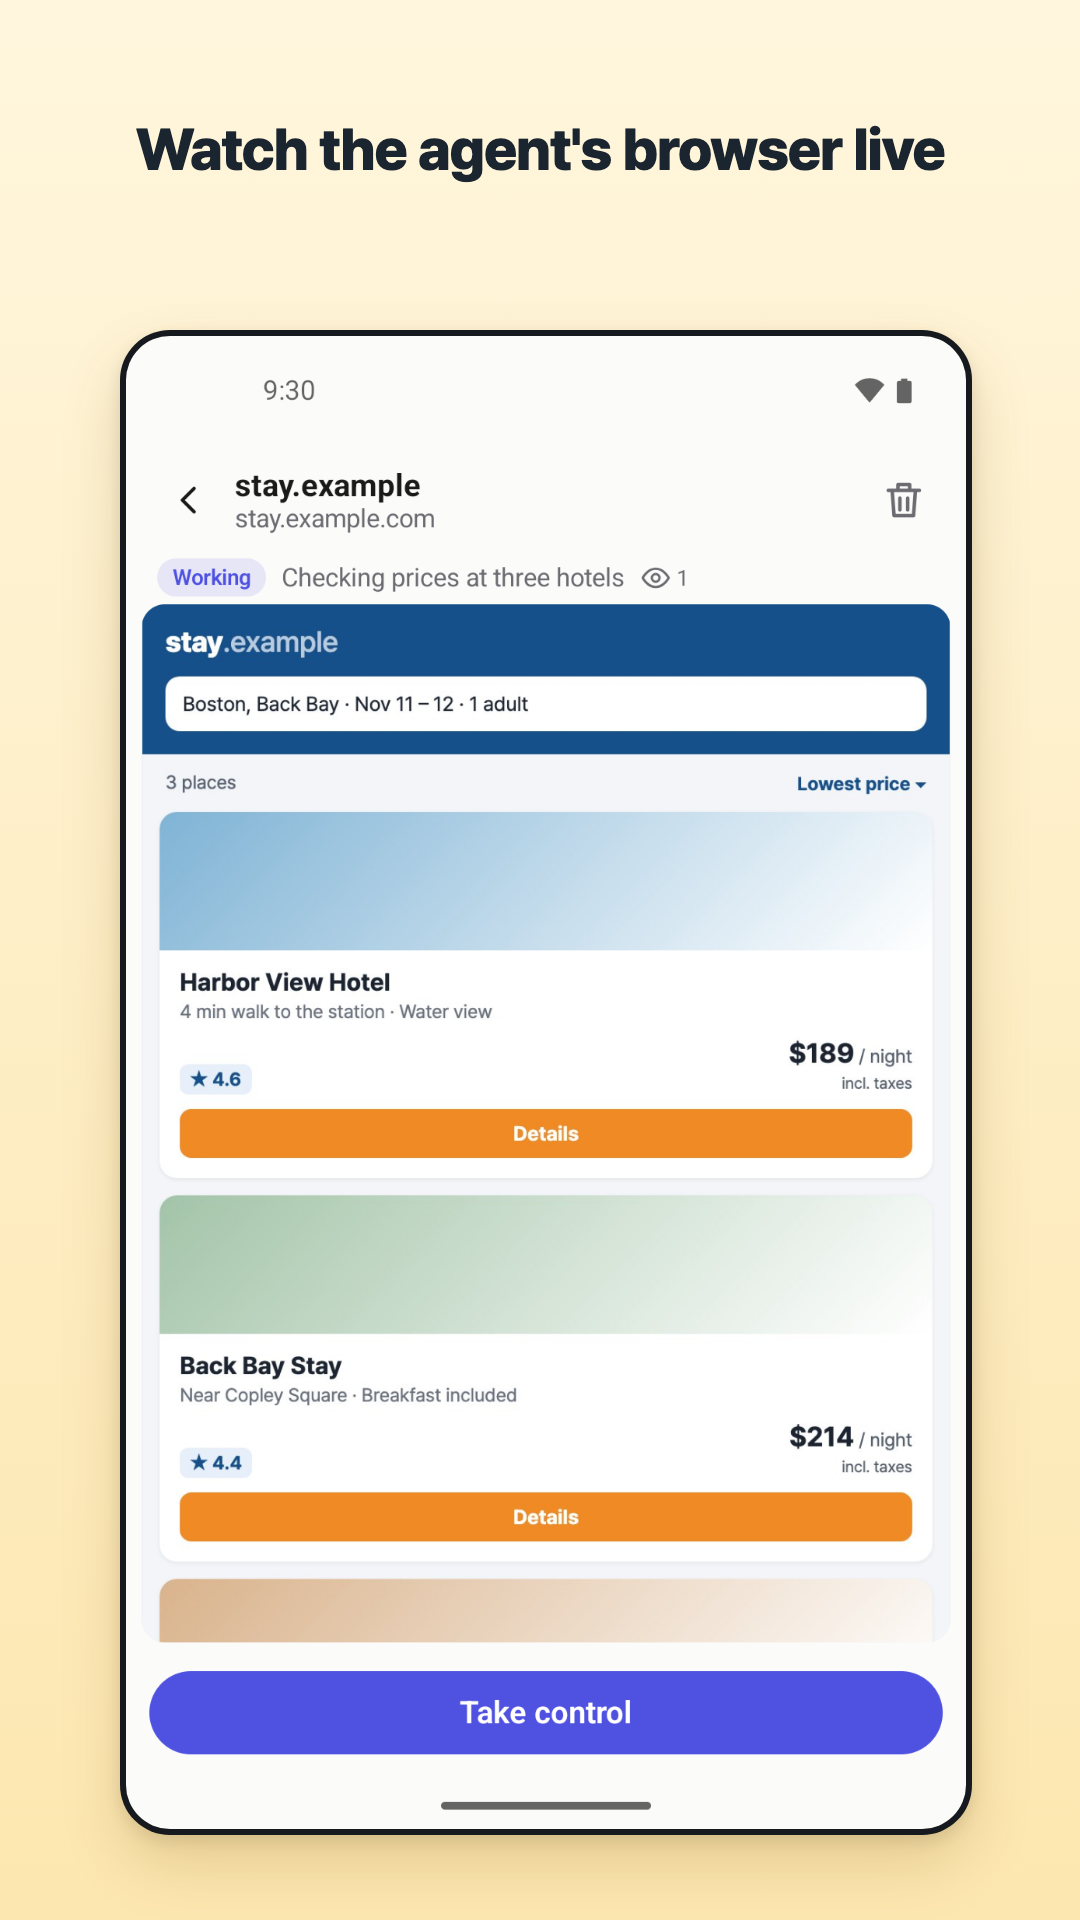 Watch the agent's browser live
9:30
stay.example
stay.example.com
Working Checking prices at three hotels 1
stay.example
Boston, Back Bay · Nov 11 – 12 · 1 adult
3 places Lowest price
Harbor View Hotel
4 min walk to the station · Water view
$189 / night
★ 4.6 incl. taxes
Details
Back Bay Stay
Near Copley Square · Breakfast included
$214 / night
★ 4.4 incl. taxes
Details
Take control